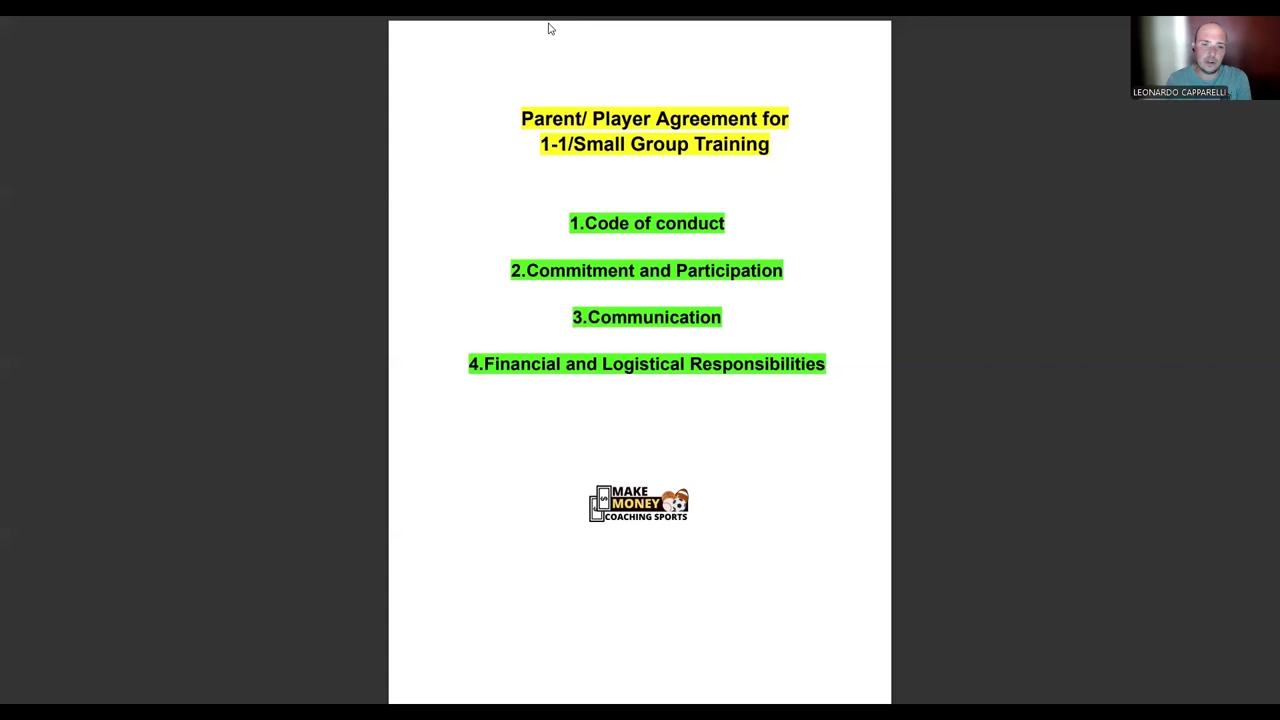 LEONARDO CAPPARELLI
Parent/ Player Agreement for
1-1/Small Group Training
1.Code of conduct
2.Commitment and Participation
3.Communication
4.Financial and Logistical Responsibilities
MAKE
MONEY
COACHING SPORTS